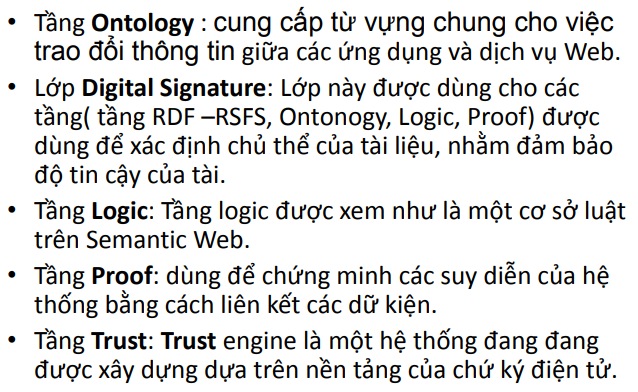 • Tầng Ontology : cung cấp từ vựng chung cho việc
trao đổi thông tin giữa các ứng dụng và dịch vụ Web.
• Lớp Digital Signature: Lớp này được dùng cho các
tầng( tầng RDF –RSFS, Ontonogy, Logic, Proof) được
dùng để xác định chủ thể của tài liệu, nhằm đảm bảo
độ tin cậy của tài.
• Tầng Logic: Tầng logic được xem như là một cơ sở luật
trên Semantic Web.
• Tầng Proof: dùng để chứng minh các suy diễn của hệ
thống bằng cách liên kết các dữ kiện.
• Tầng Trust: Trust engine là một hệ thống đang đang
được xây dựng dựa trên nền tảng của chứ ký điện tử.